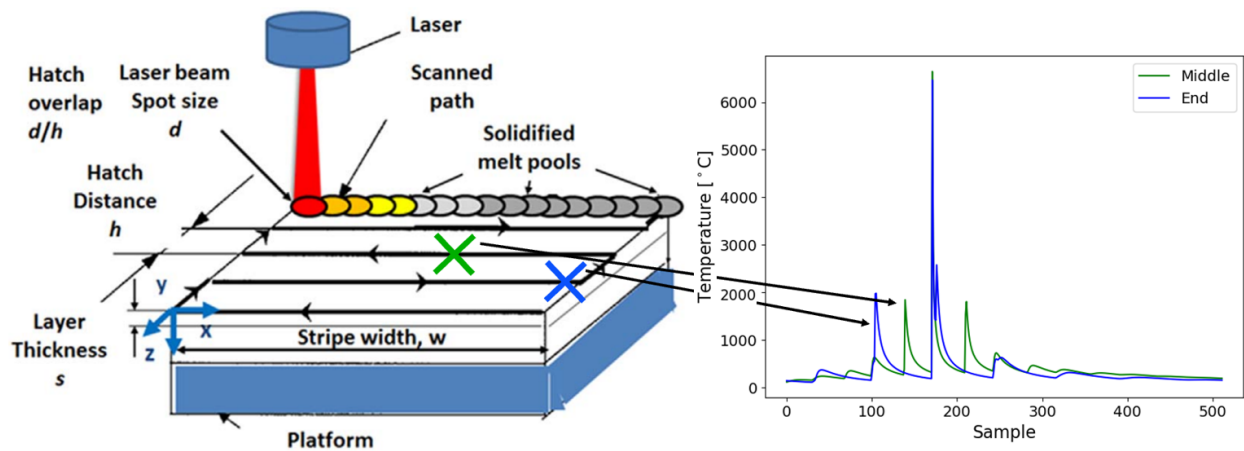 Laser
Hatch
overlap
d/h
Laser beam
Spot size
d
Scanned
path
Solidified
melt pools
Hatch
Distance
h
y
x
z
Layer
Thickness
s
Stripe width, w
Platform
Middle
End
Temperature [°C]
6000
5000
4000
3000
2000
1000
0
0
100
200
300
400
500
Sample